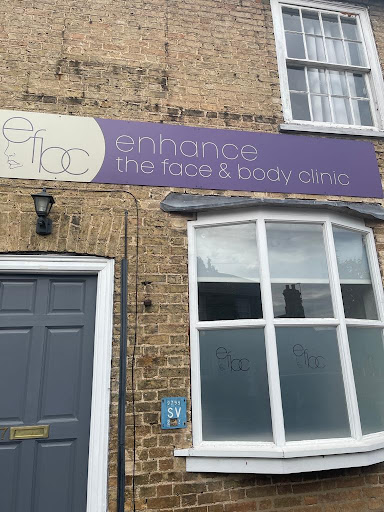 efbc
enhance
the face & body clinic
efbc
efbc
SV